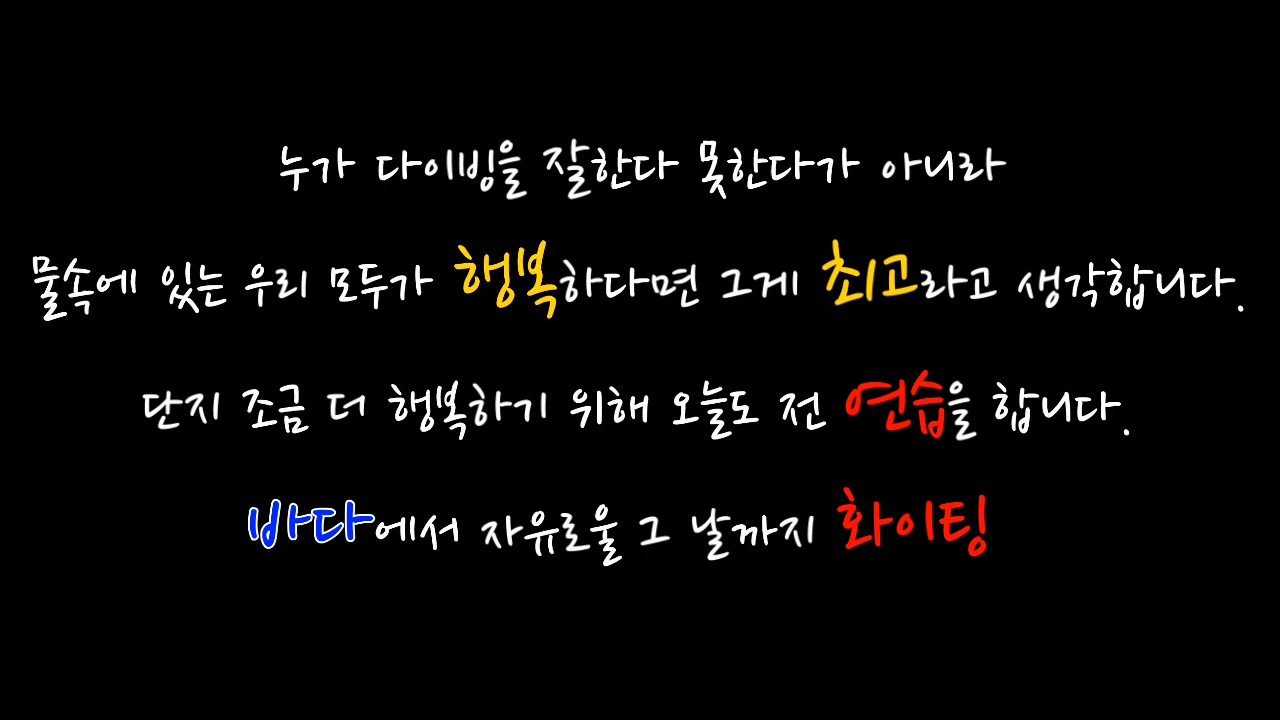 누가 다이빙을 잘한다 못한다가 아니라
물속에 있는 우리 모두가 행복하다면 그게 최고라고 생각합니다.
단지 조금 더 행복하기 위해 오늘도 전 연습을 합니다.
바다에서 자유로울 그 날까지 화이팅